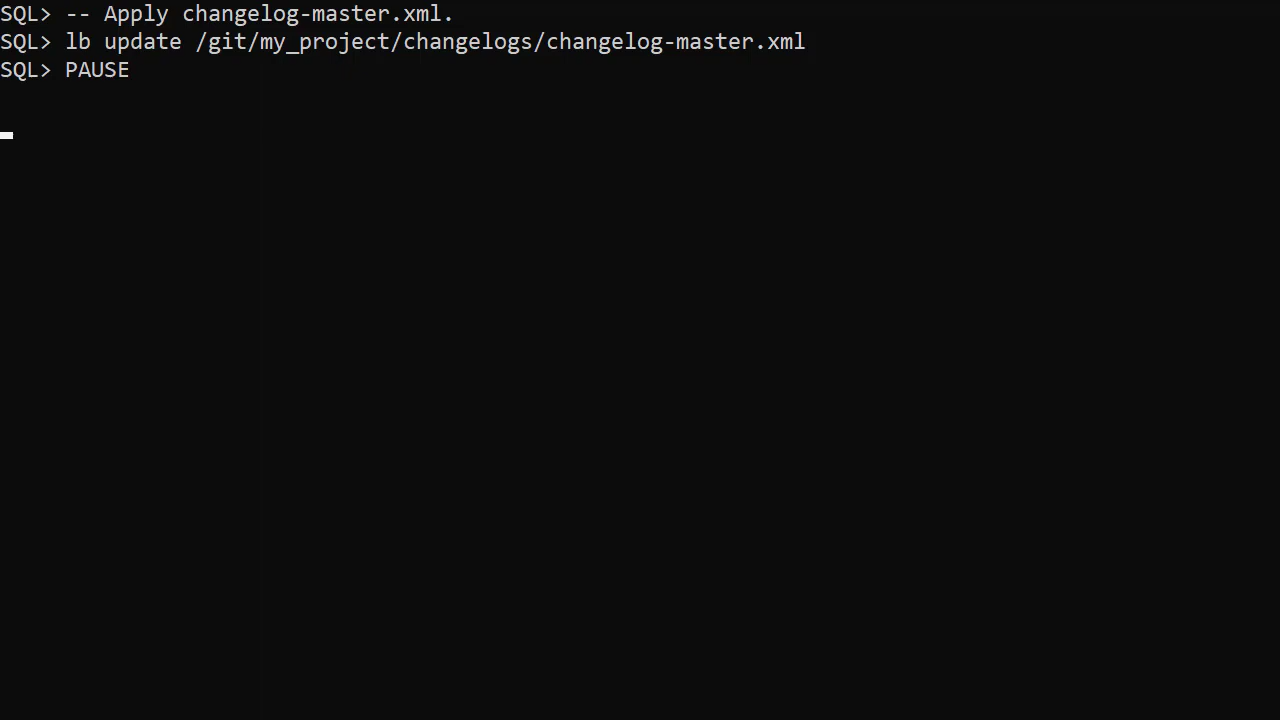 SQL> -- Apply changelog-master.xml.
SQL> lb update /git/my_project/changelogs/changelog-master.xml
SQL> PAUSE